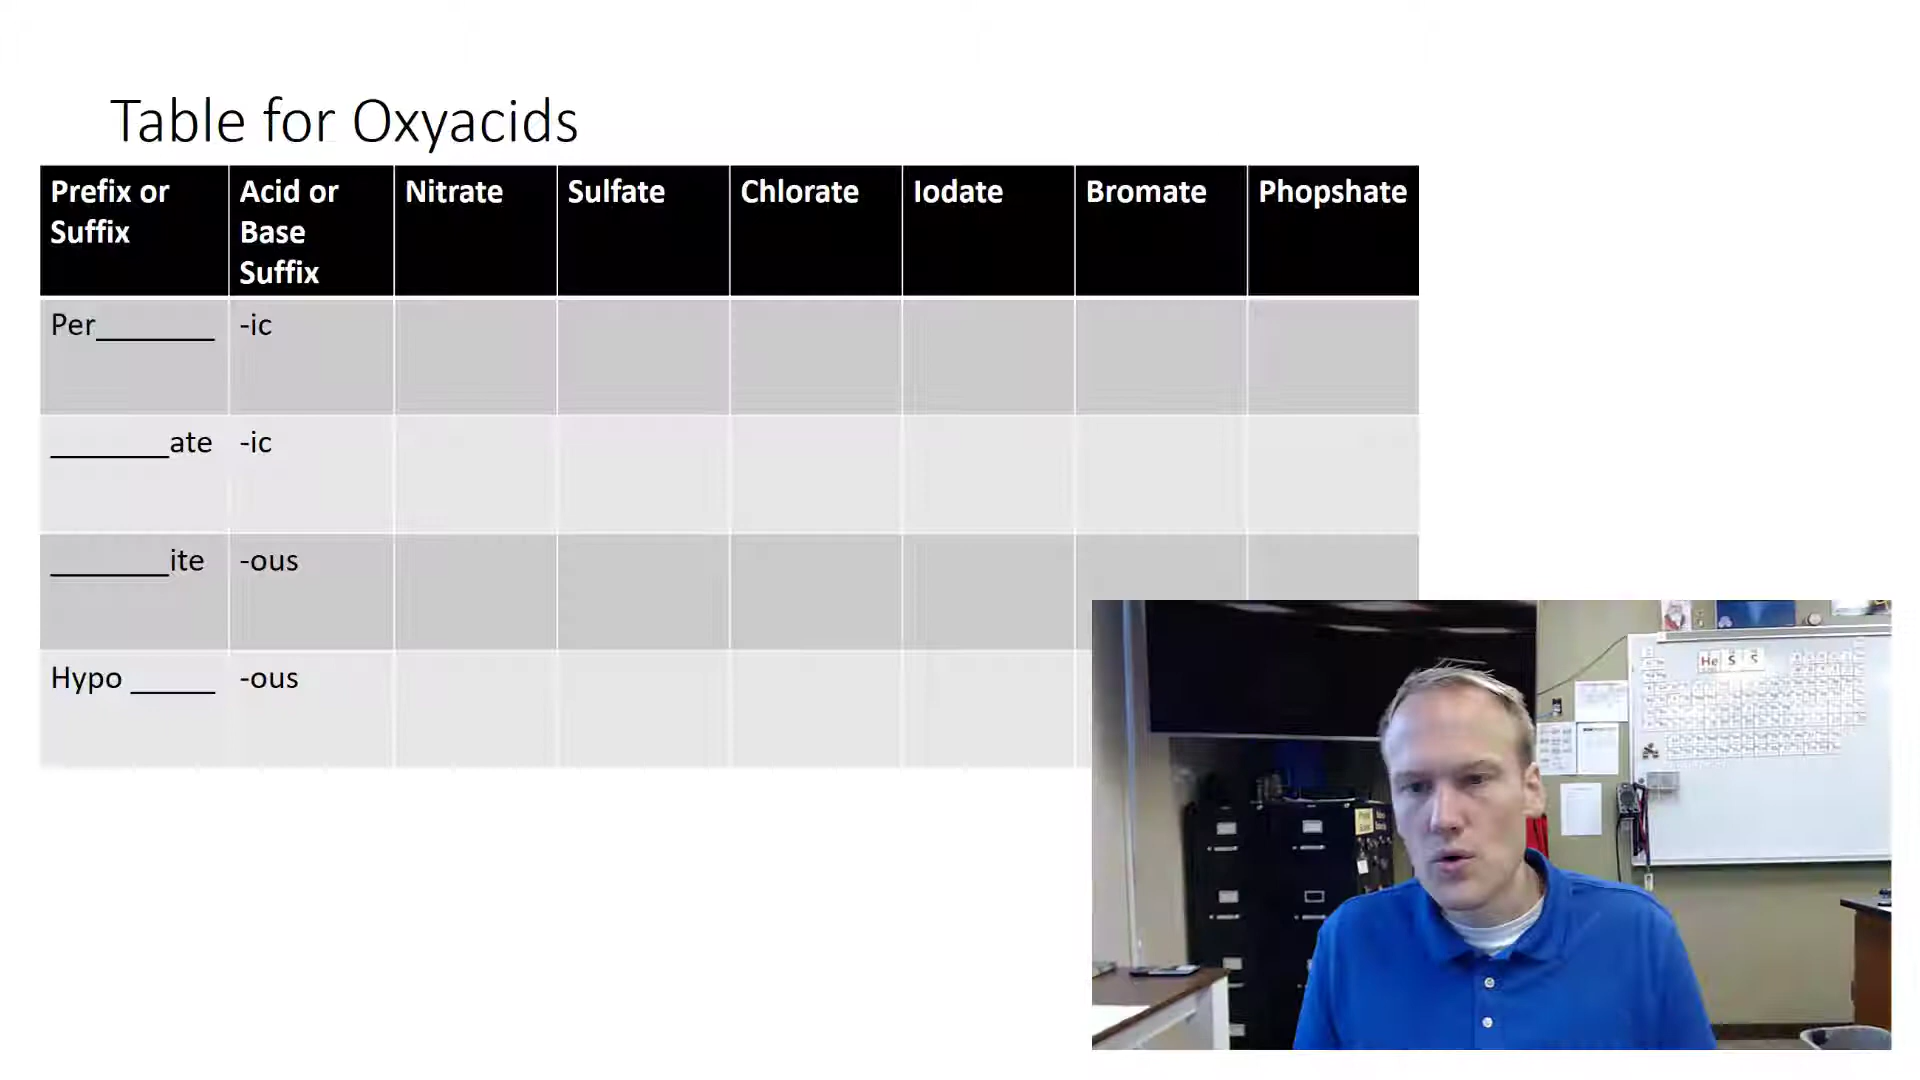 Table for Oxyacids
Prefix or Suffix
Acid or Base Suffix
Nitrate
Sulfate
Chlorate
Iodate
Bromate
Phopshate
Per________ -ic
________ate -ic
________ite -ous
Hypo ______ -ous
He S S